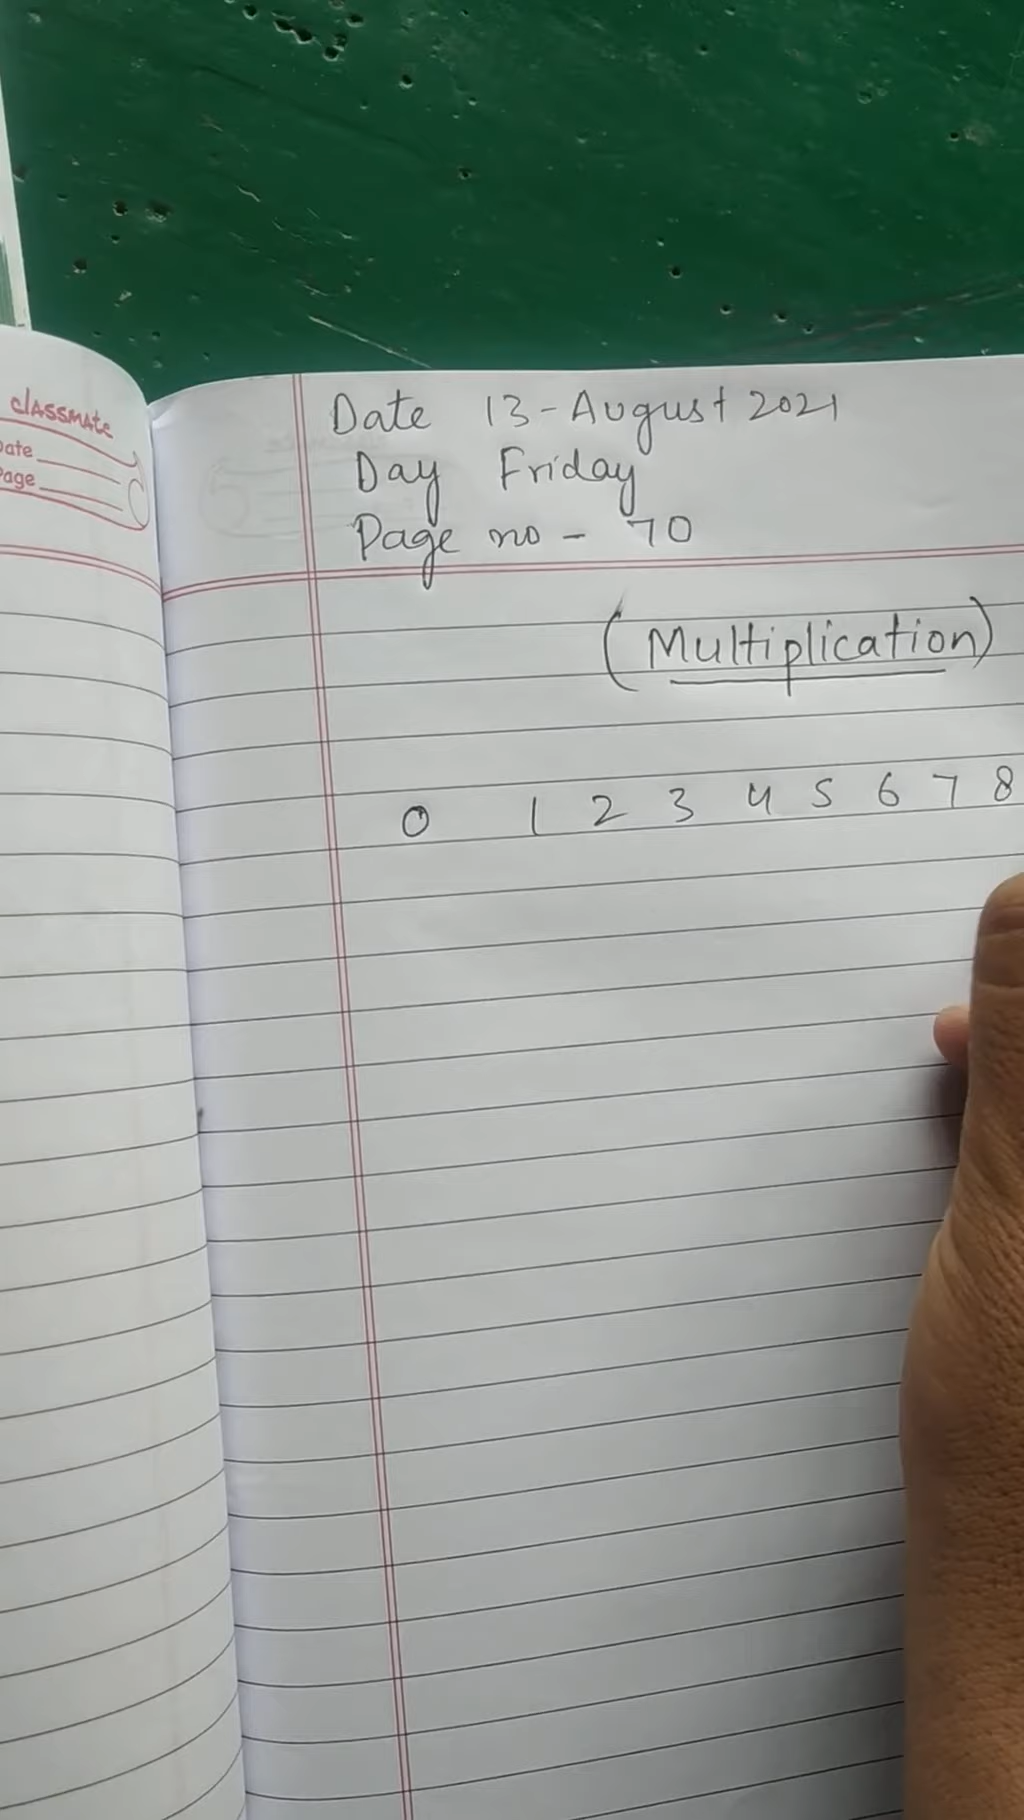 classmate
Date
Page
Date 13-August 2021
Day Friday
Page no - 70
(Multiplication)
0 1 2 3 4 5 6 7 8